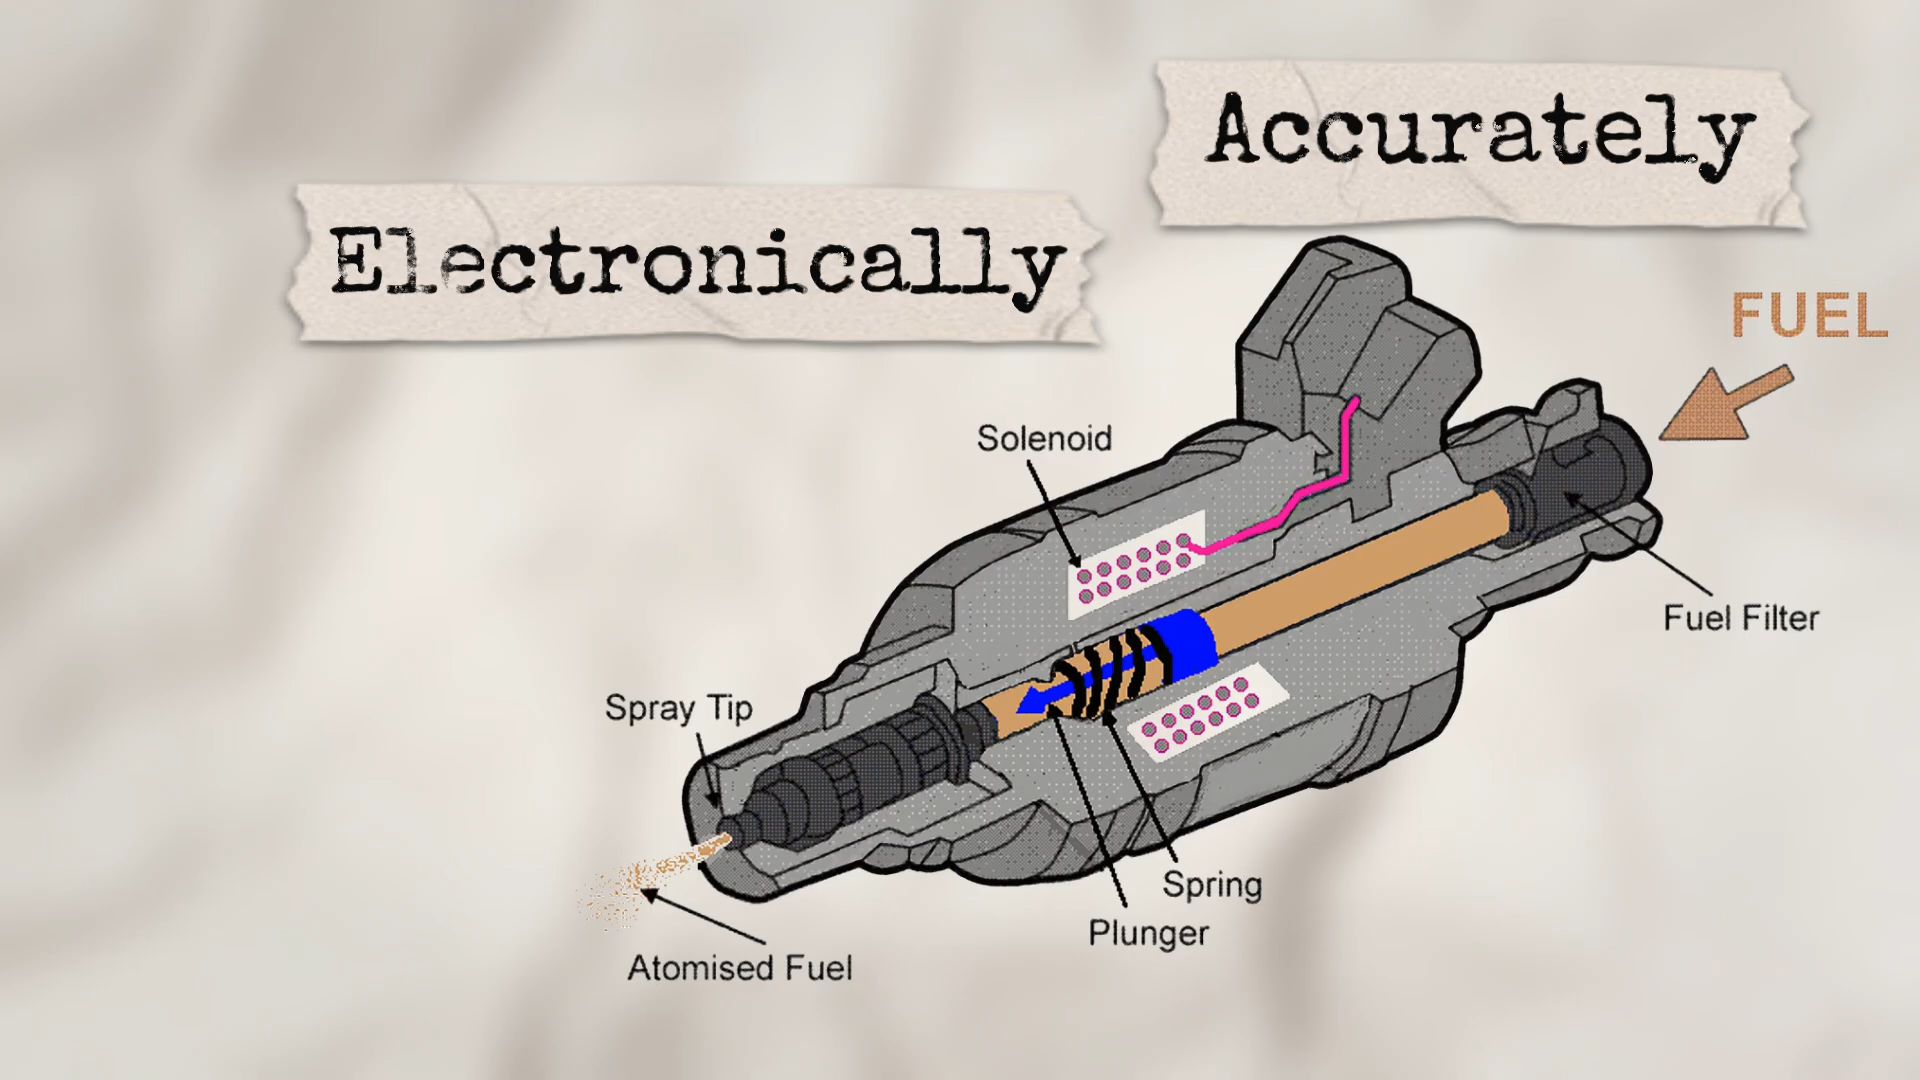 Accurately
Electronically
FUEL
Solenoid
Fuel Filter
Spray Tip
Spring
Plunger
Atomised Fuel